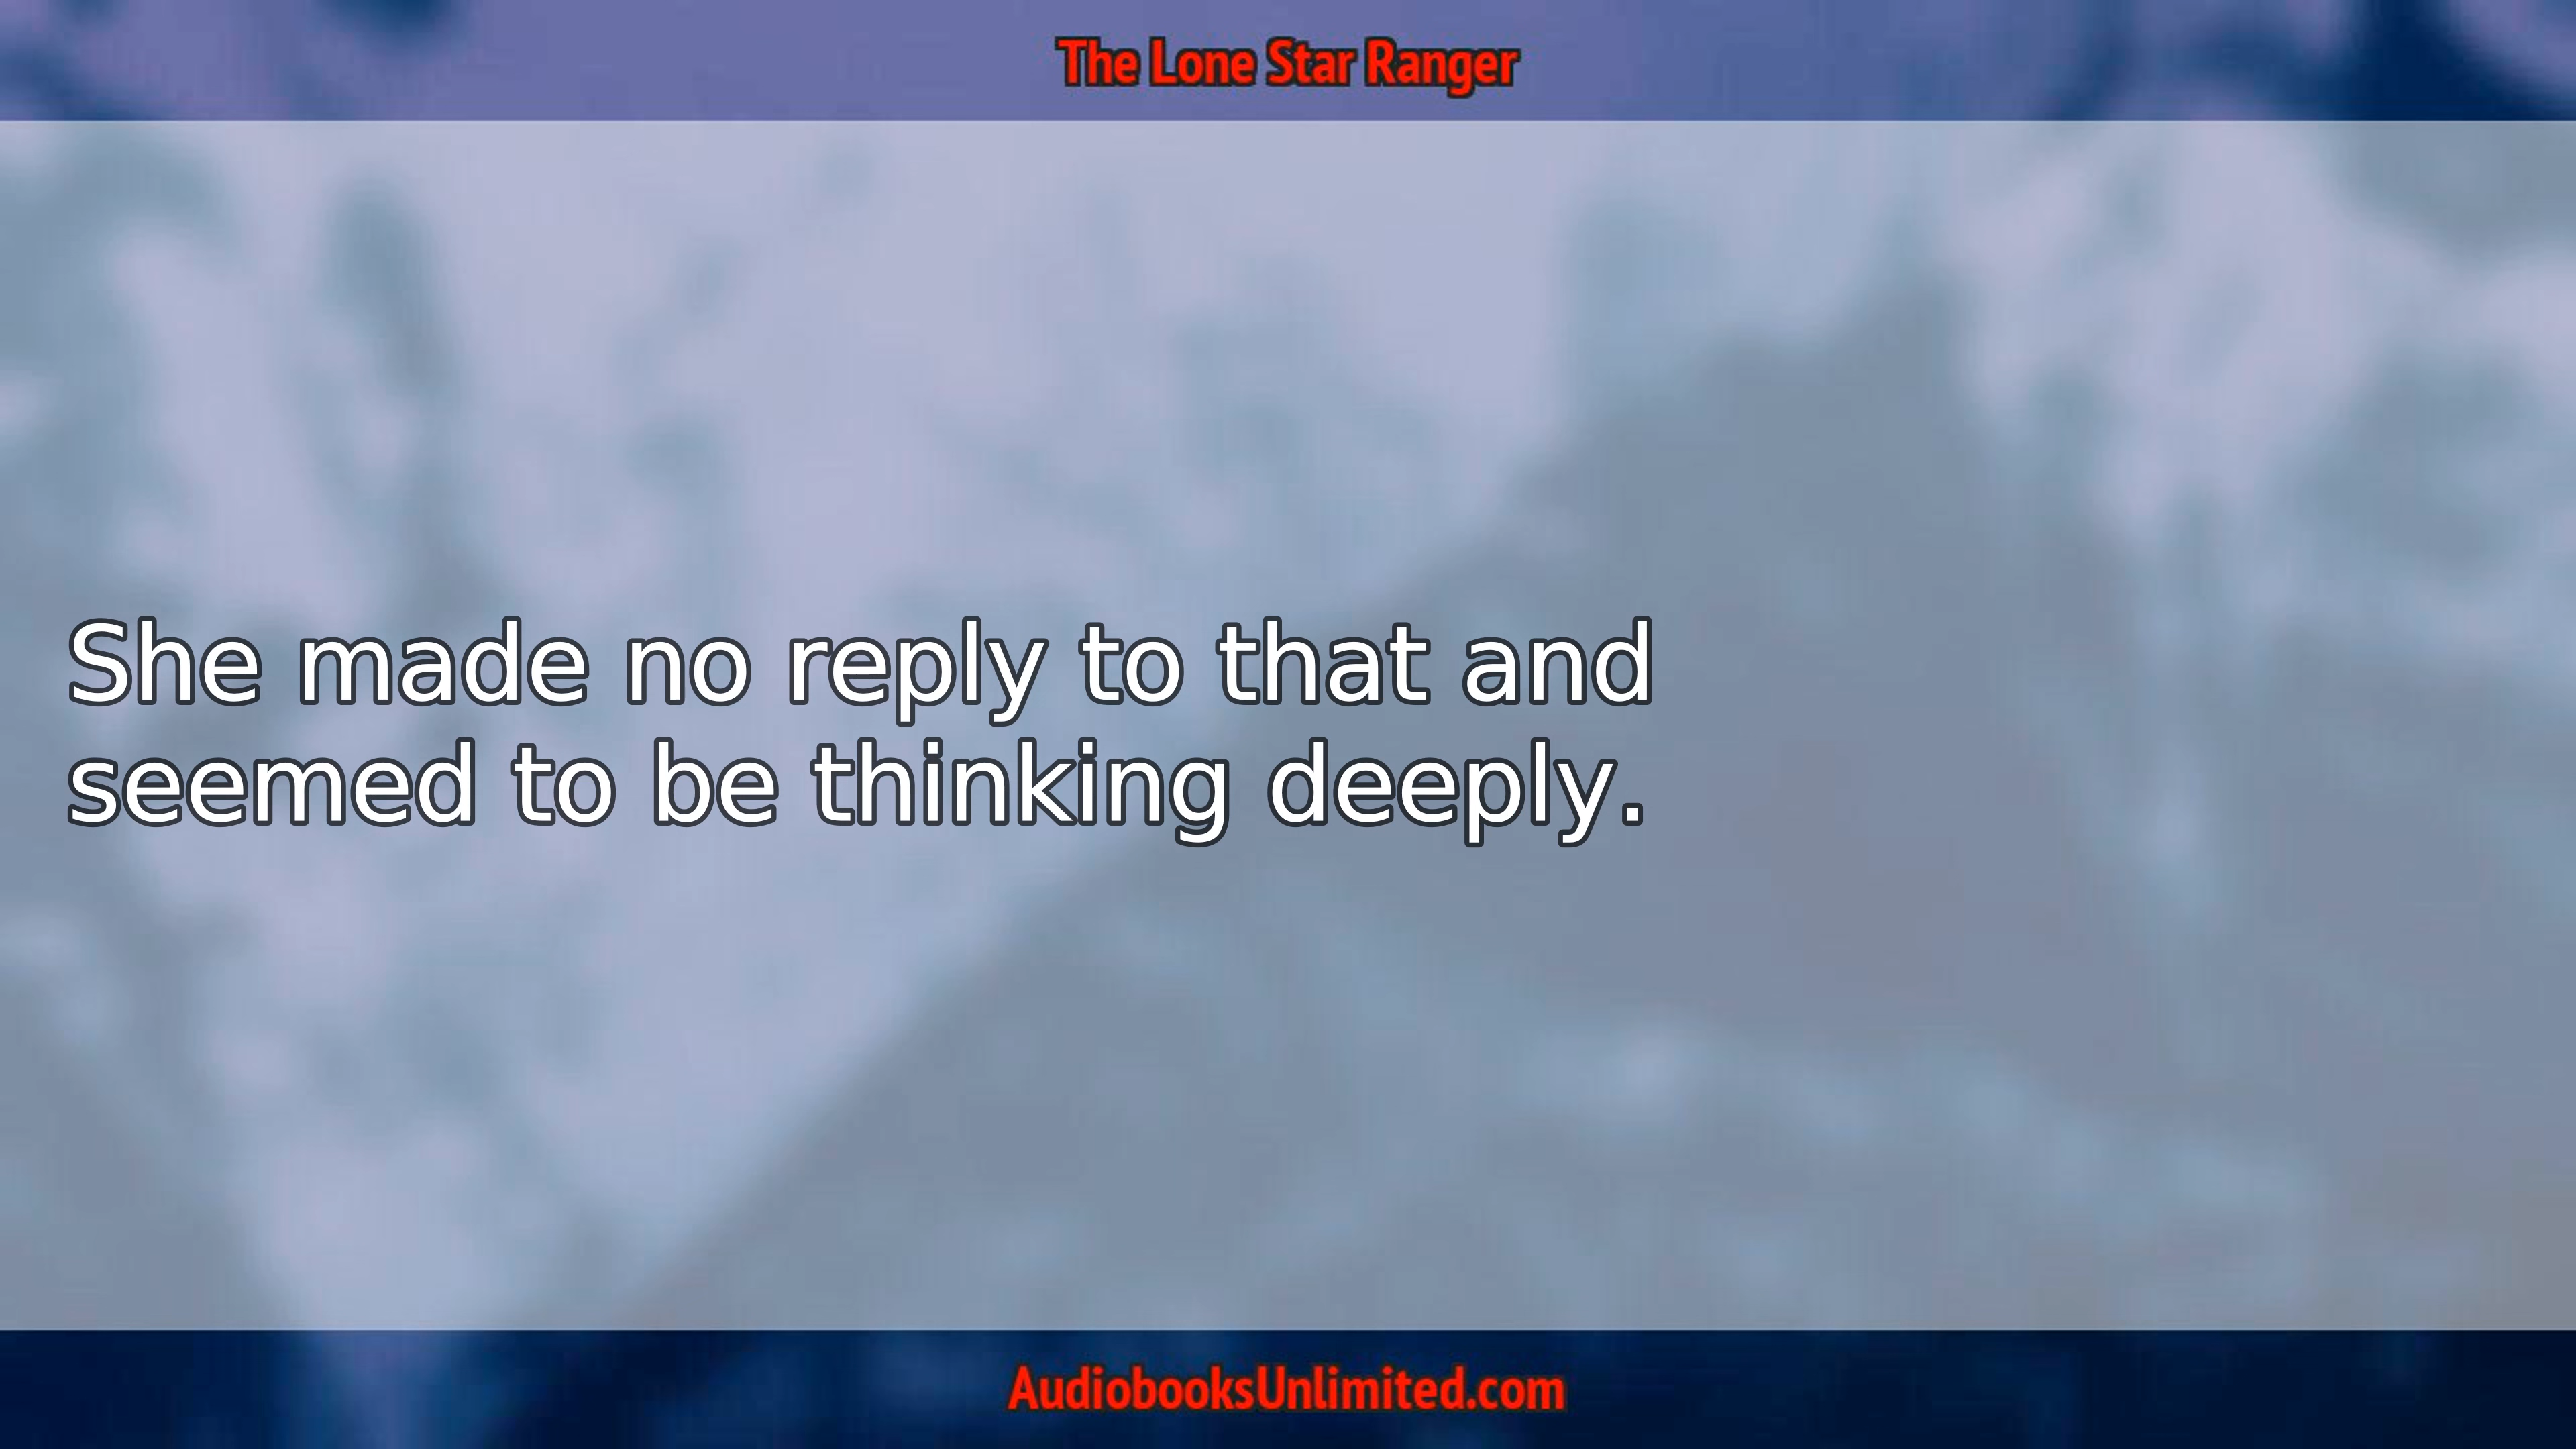 The Lone Star Ranger
She made no reply to that and
seemed to be thinking deeply.
AudiobooksUnlimited.com